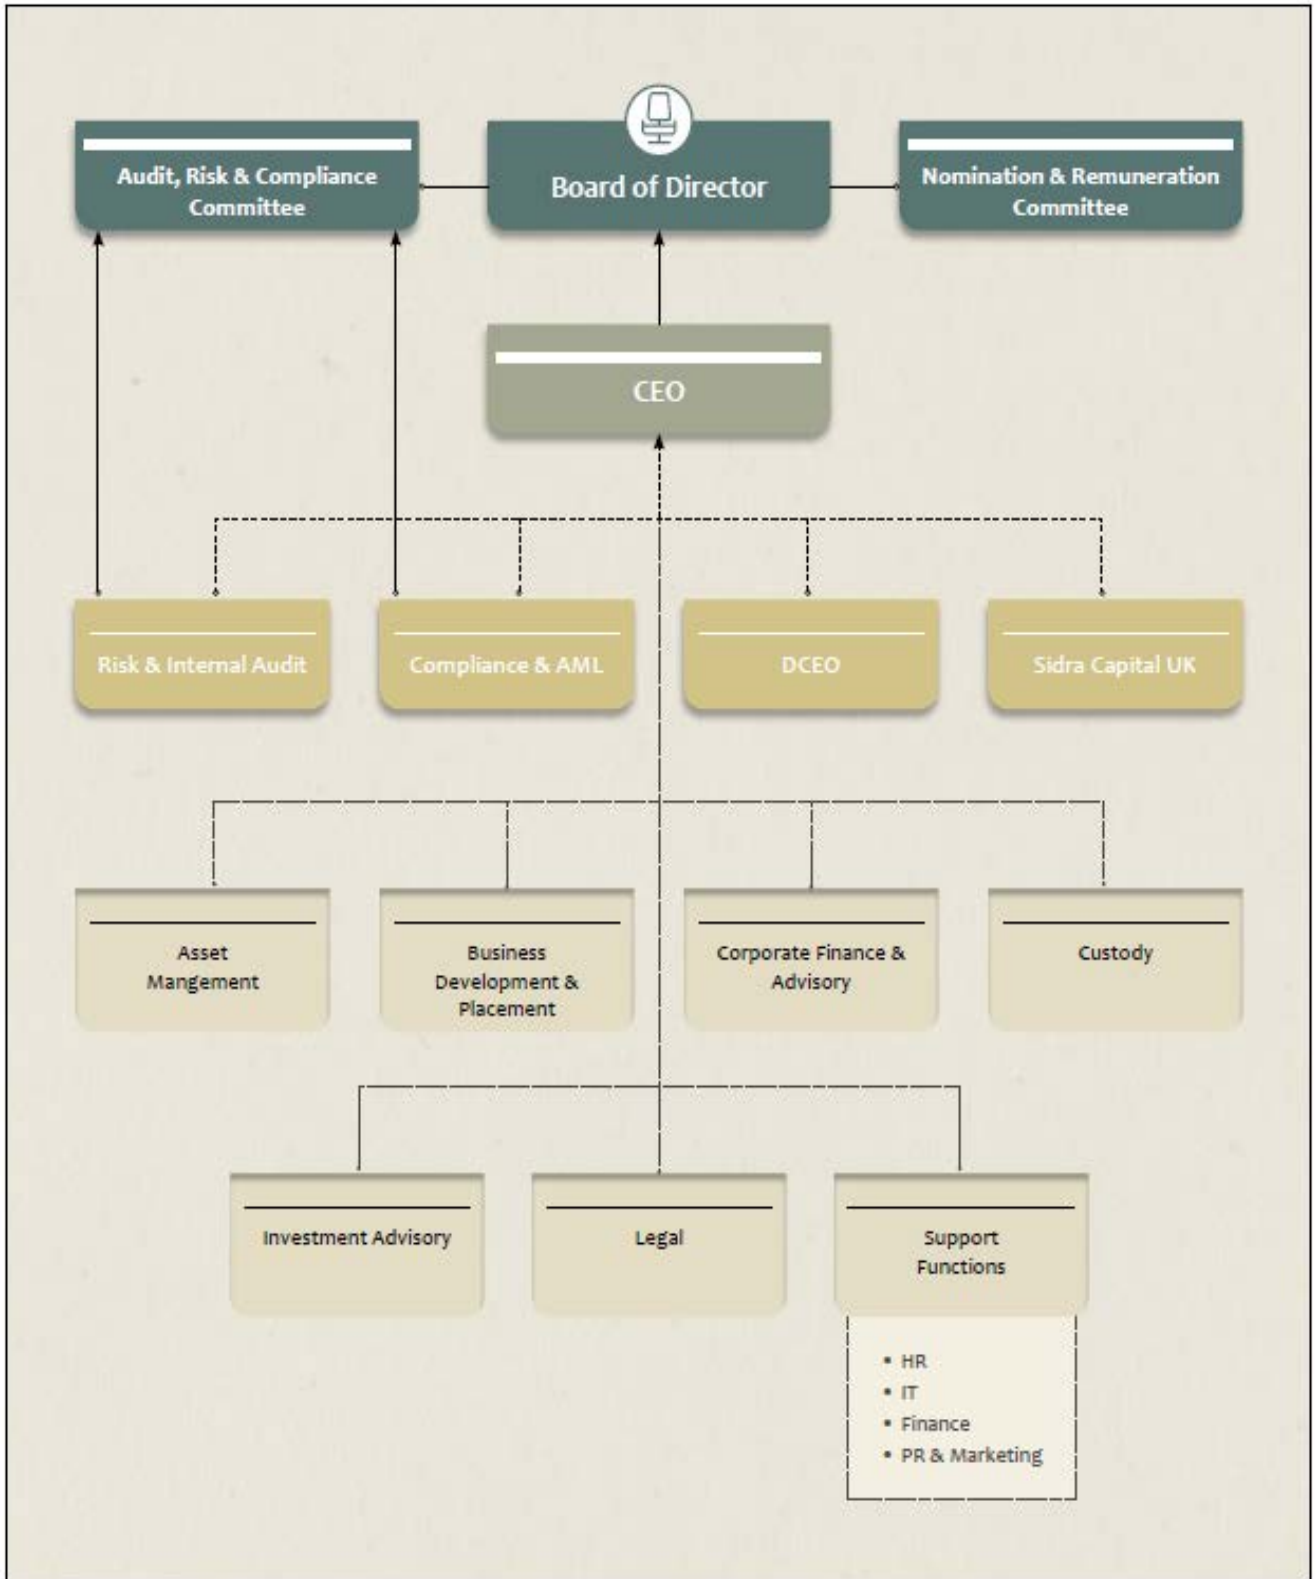 Audit, Risk & Compliance
Committee
Board of Director
Nomination & Remuneration
Committee
CEO
Risk & Internal Audit
Compliance & AML
DCEO
Sidra Capital UK
Asset
Mangement
Business
Development &
Placement
Corporate Finance &
Advisory
Custody
Investment Advisory
Legal
Support
Functions
• HR
• IT
• Finance
• PR & Marketing